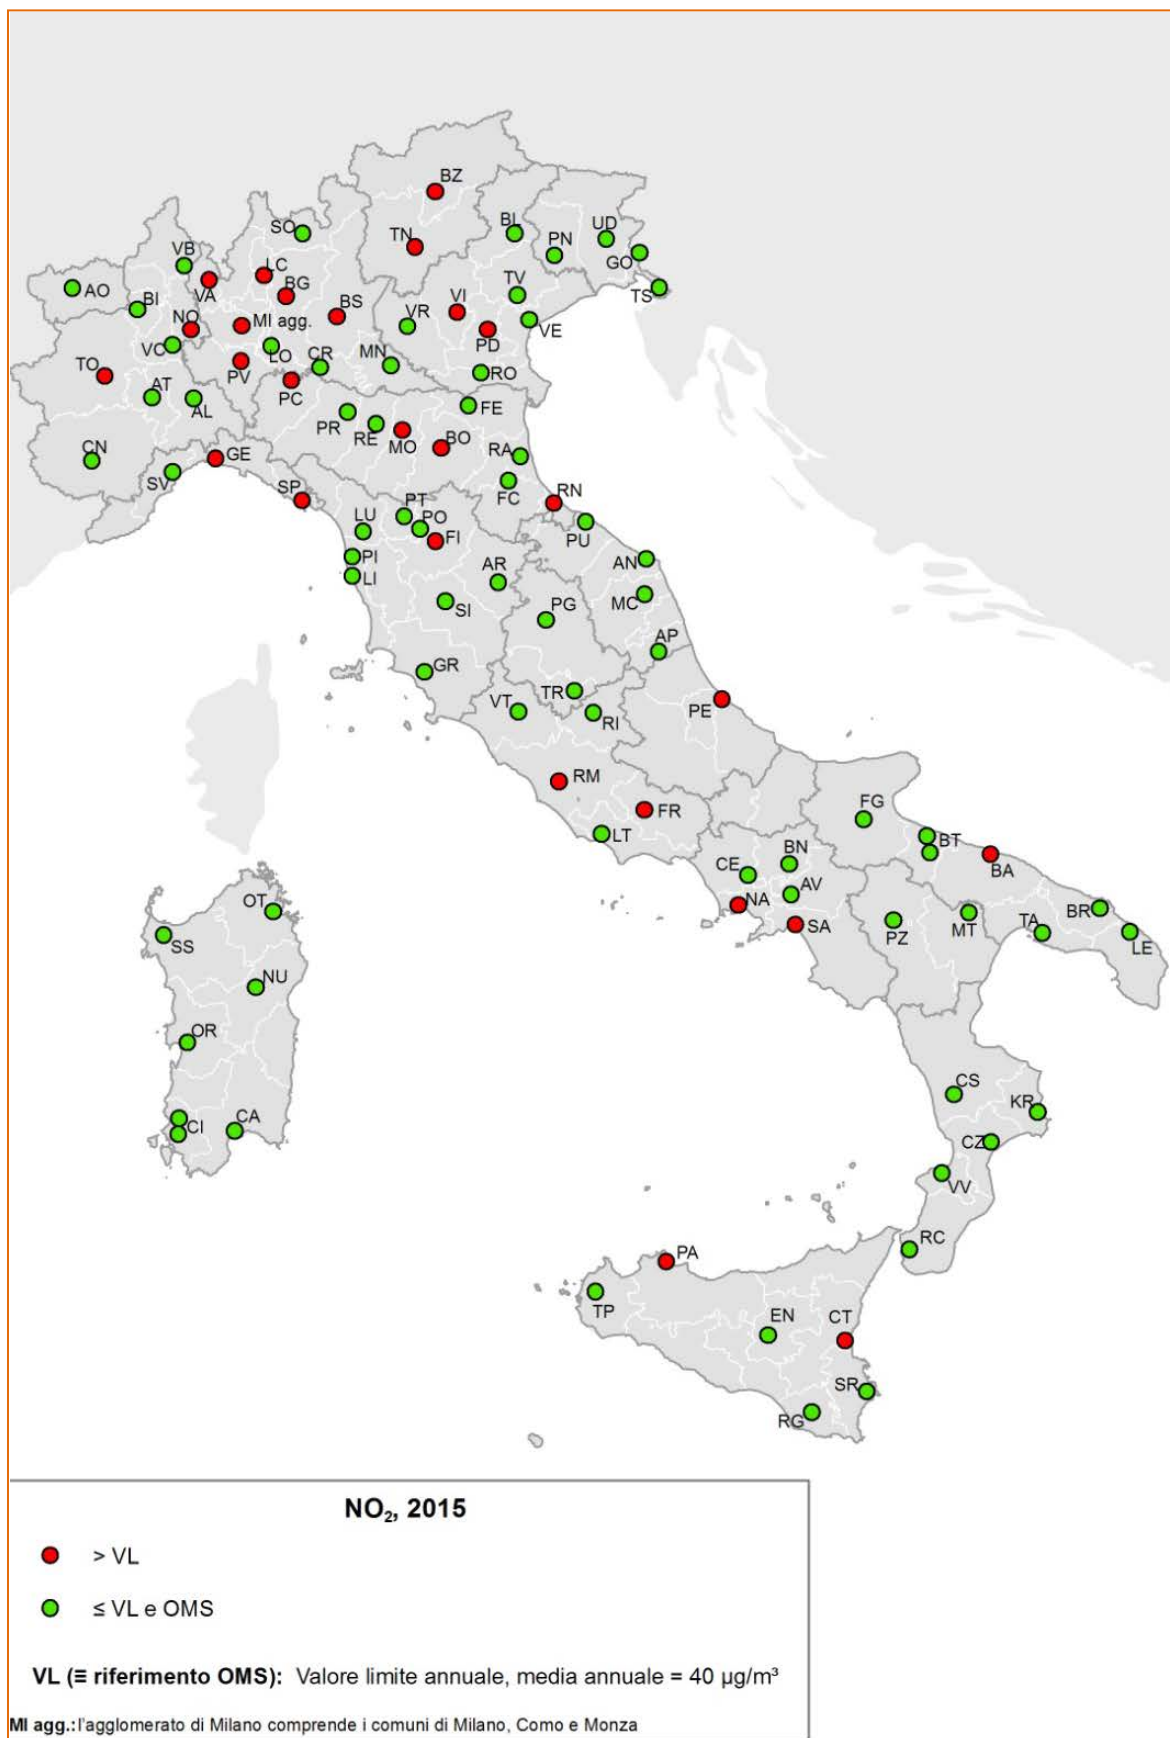 BZ
SO
TN
BL
UD
PN
GO
VB
LC
AO
BI
VA
BG
TV
TS
BS
VI
NO
MI agg.
VR
VE
PD
VC
LO
CR
MN
TO
PV
RO
PC
AT
AL
FE
PR
RE
MO
BO
RA
CN
GE
SV
FC
SP
RN
LU
PT
PO
PU
FI
PI
AN
AR
LI
SI
PG
MC
AP
GR
TR
VT
RI
PE
RM
FR
FG
LT
BT
BN
CE
BA
AV
OT
NA
BR
SA
PZ
MT
TA
SS
LE
NU
OR
CS
KR
CI
CA
CZ
VV
RC
PA
TP
EN
CT
SR
RG
NO₂, 2015
> VL
≤ VL e OMS
VL (≡ riferimento OMS): Valore limite annuale, media annuale = 40 µg/m³
MI agg.: l'agglomerato di Milano comprende i comuni di Milano, Como e Monza